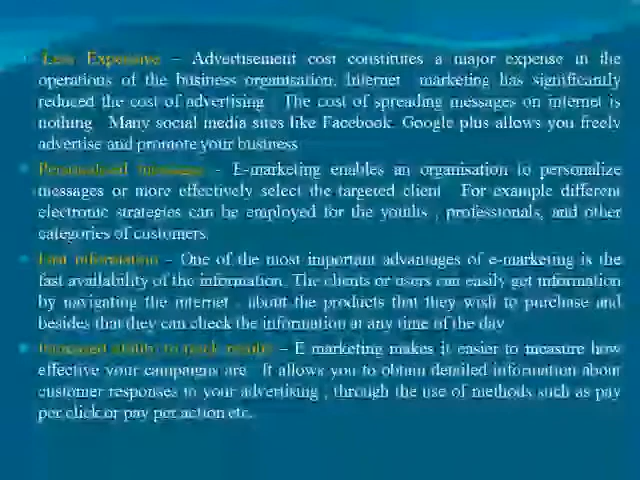 Less Expensive – Advertisement cost constitutes a major expense in the
operations of the business organisation. Internet marketing has significantly
reduced the cost of advertising The cost of spreading messages on internet is
nothing Many social media sites like Facebook. Google plus allows you freely
advertise and promote your business
– E-marketing enables an organisation to personalize
messages or more effectively select the targeted client For example different
electronic strategies can be employed for the youths , professionals, and other
categories of customers.
Fast information – One of the most important advantages of e-marketing is the
fast availability of the information. The clients or users can easily get information
by navigating the internet , about the products that they wish to purchase and
besides that they can check the information at any time of the day
Increased ability to track results – E marketing makes it easier to measure how
effective your campaigns are It allows you to obtain detailed information about
customer responses to your advertising , through the use of methods such as pay
per click or pay per action etc.